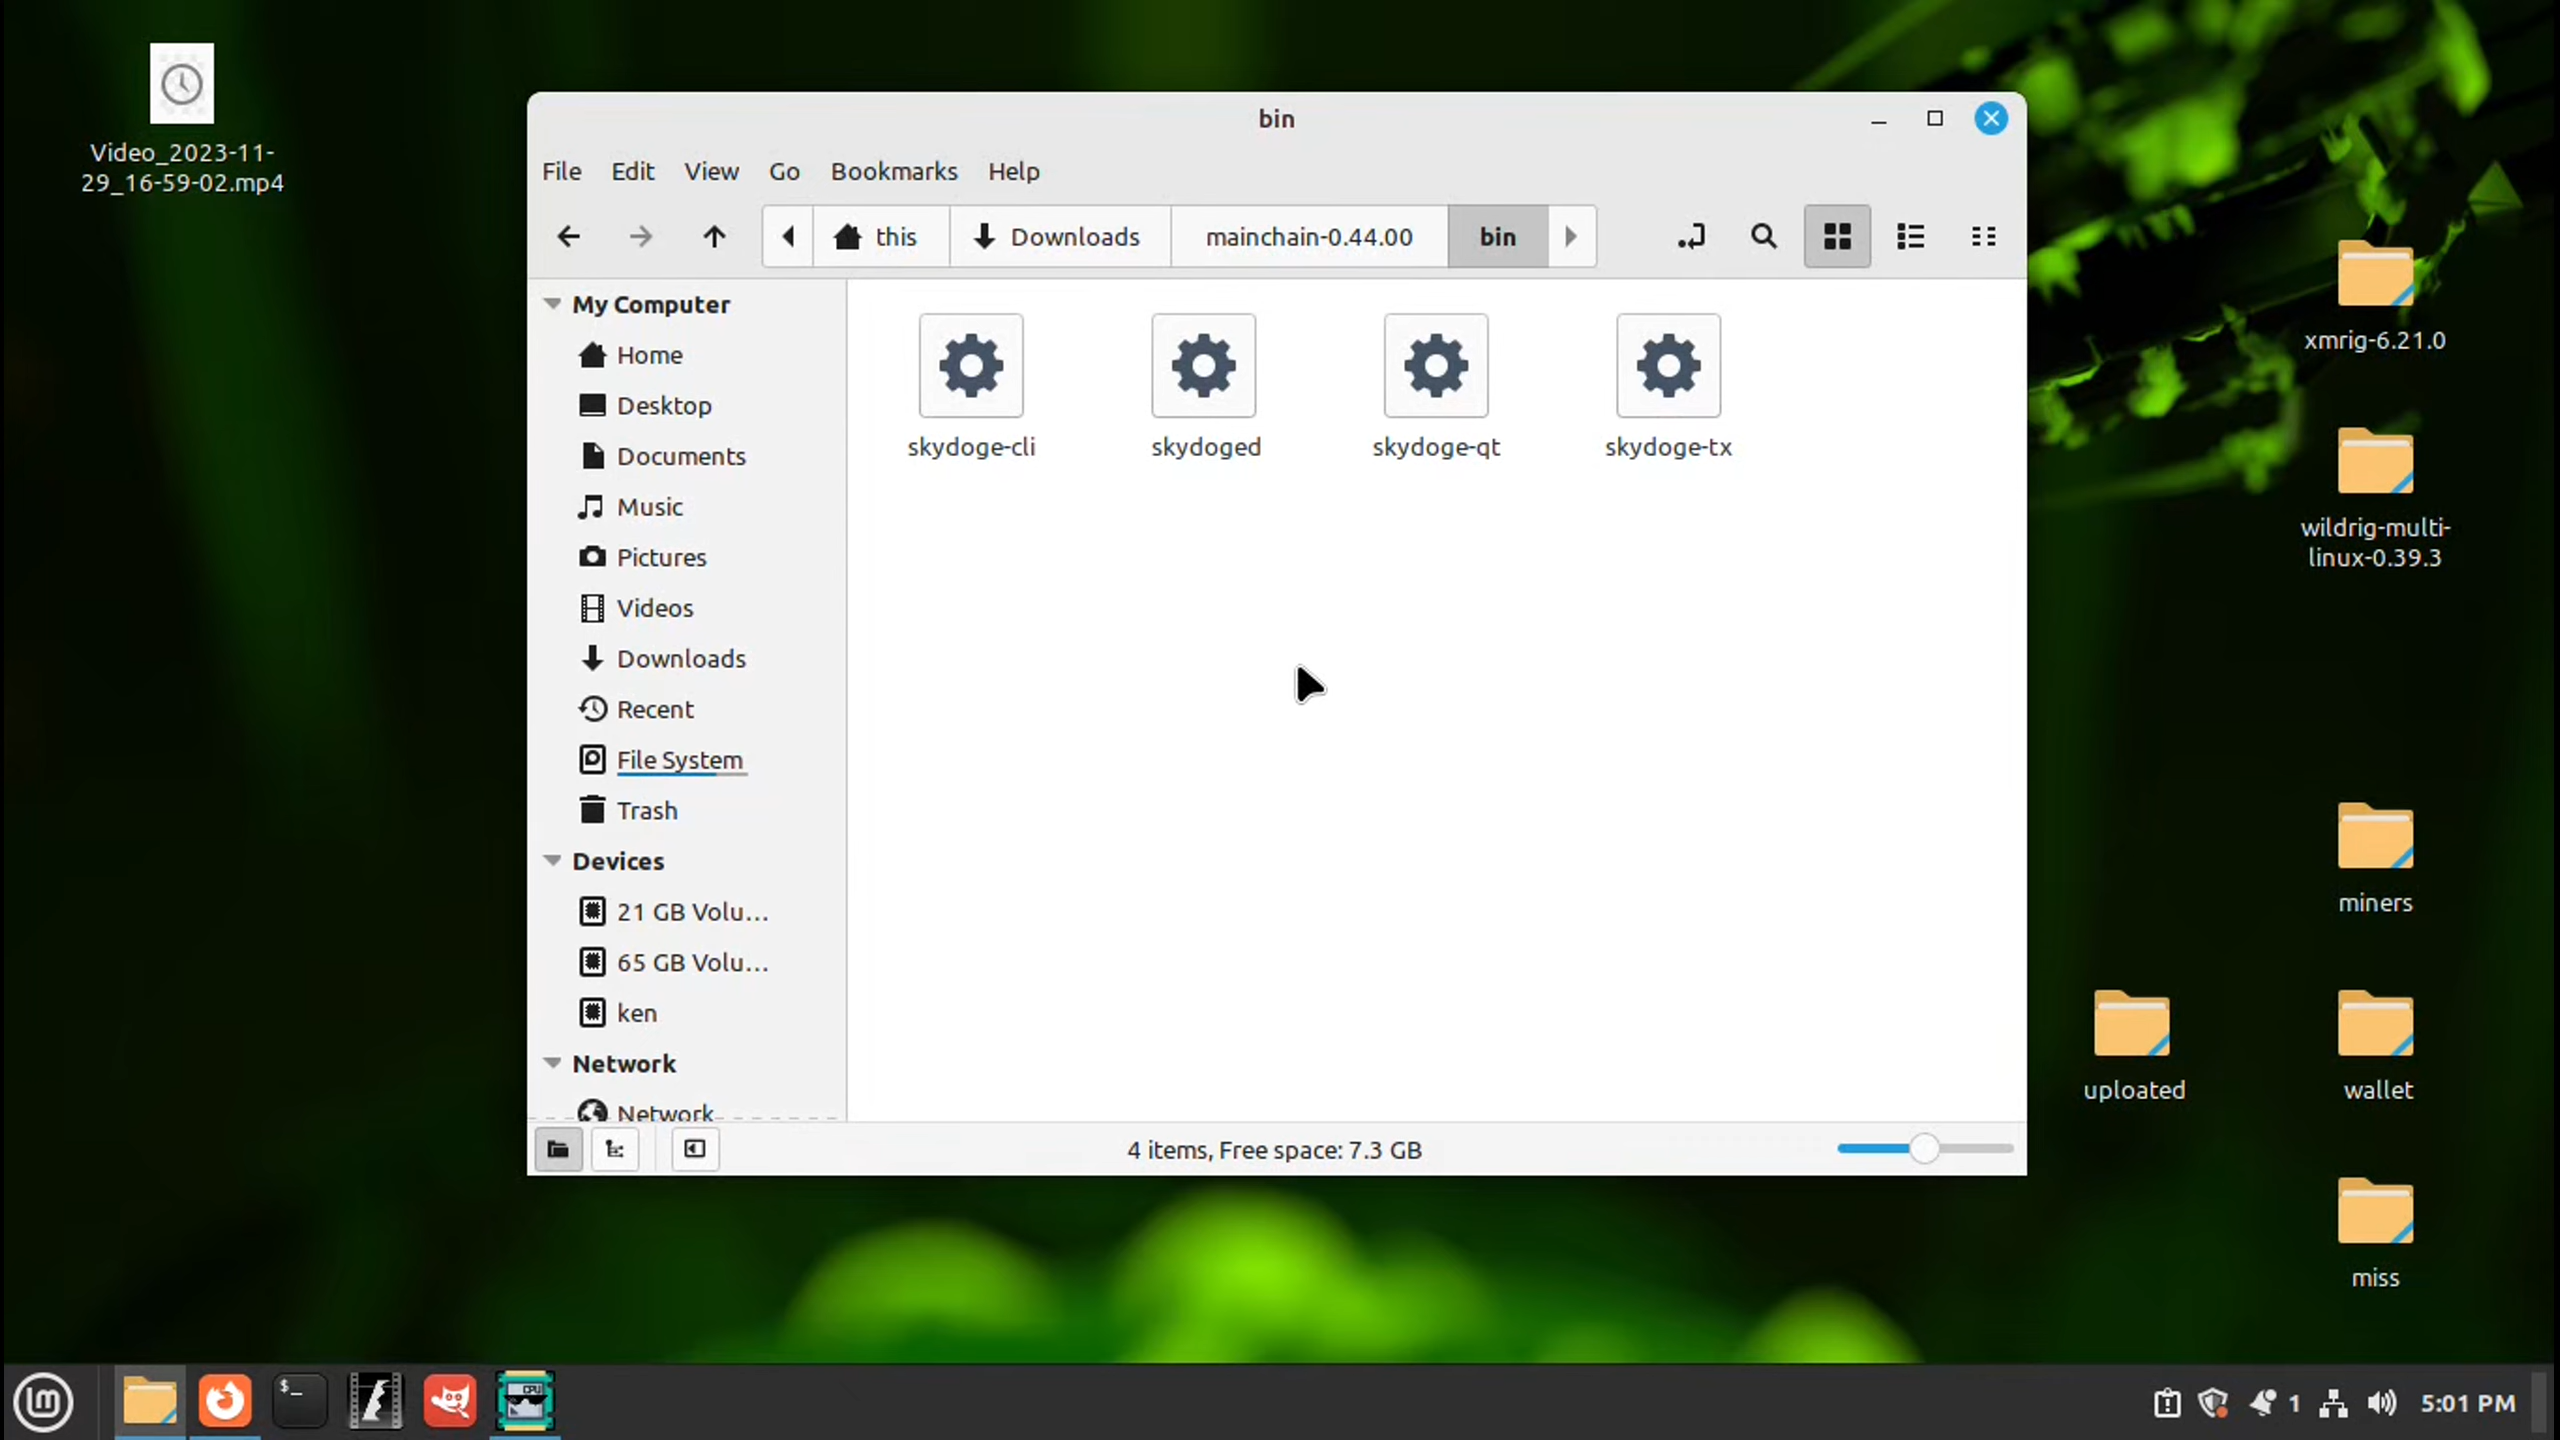 Video_2023-11-
29_16-59-02.mp4
bin
File Edit View Go Bookmarks Help
this Downloads mainchain-0.44.00 bin
My Computer
Home
Desktop
Documents
Music
Pictures
Videos
Downloads
Recent
File System
Trash
Devices
21 GB Volu...
65 GB Volu...
ken
Network
Network
skydoge-cli skydoged skydoge-qt skydoge-tx
4 items, Free space: 7.3 GB
xmrig-6.21.0
wildrig-multi-
linux-0.39.3
miners
uploaded
wallet
miss
$_
CPU
1
5:01 PM